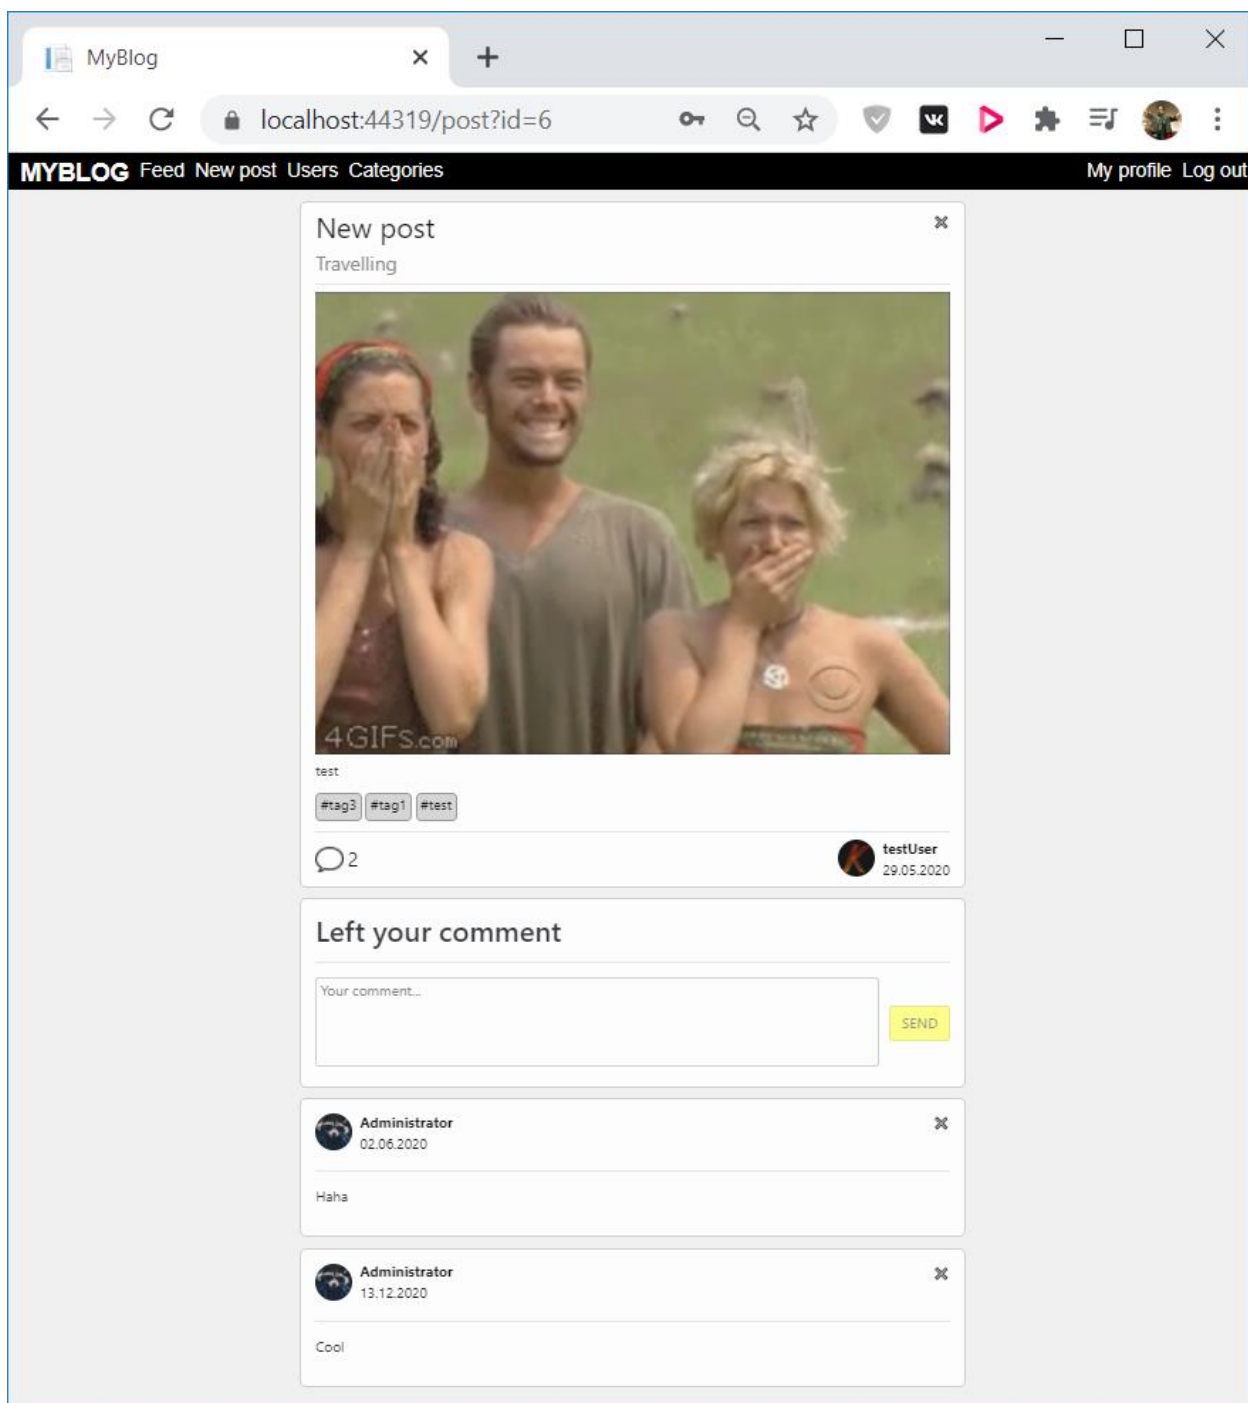 MyBlog
localhost:44319/post?id=6
MYBLOG Feed New post Users Categories My profile Log out
New post
Travelling
4GIFs.com
test
#tag3 #tag1 #test
2
testUser
29.05.2020
Left your comment
Your comment...
SEND
Administrator
02.06.2020
Haha
Administrator
13.12.2020
Cool